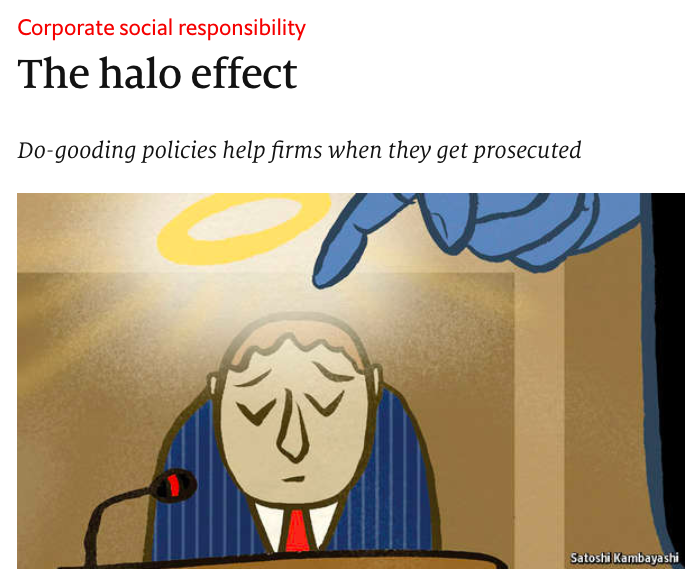 Corporate social responsibility
The halo effect
Do-gooding policies help firms when they get prosecuted
Satoshi Kambayashi